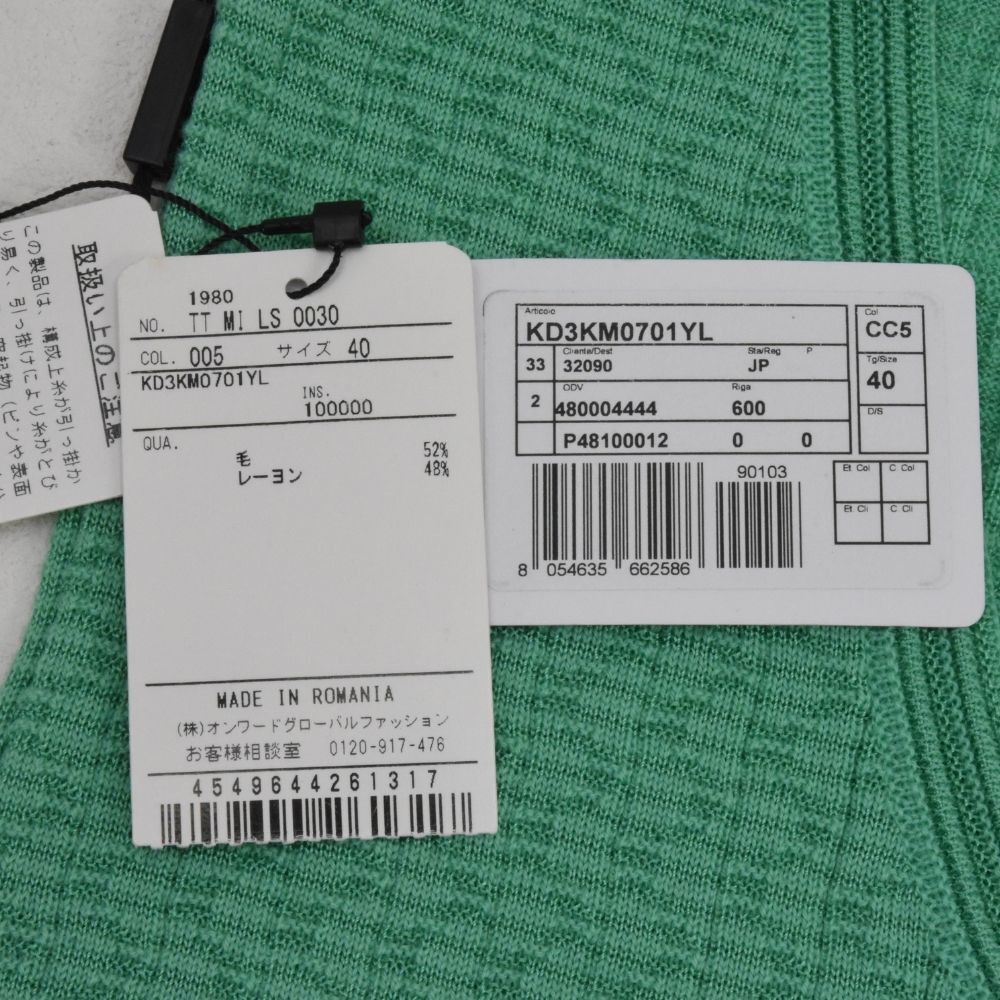 取扱い上のご注意
この製品は、構成上糸が引っ掛か
り易く、引っ掛けにより糸がとび
1980
NO. TT MI LS 0030
COL. 005 サイズ 40
KD3KM0701YL
INS.
100000
QUA.
毛 52%
レーヨン 48%
MADE IN ROMANIA
(株)オンワードグローバルファッション
お客様相談室 0120-917-476
4549644261317
Articolo
KD3KM0701YL
33 Cliente/Dest Sta/Reg P
32090 JP
2 ODV Riga
480004444 600
P48100012 0 0
Col
CC5
Tg/Size
40
D/S
90103
8 054635 662586
Et Col C Col
Et Cli C Cli